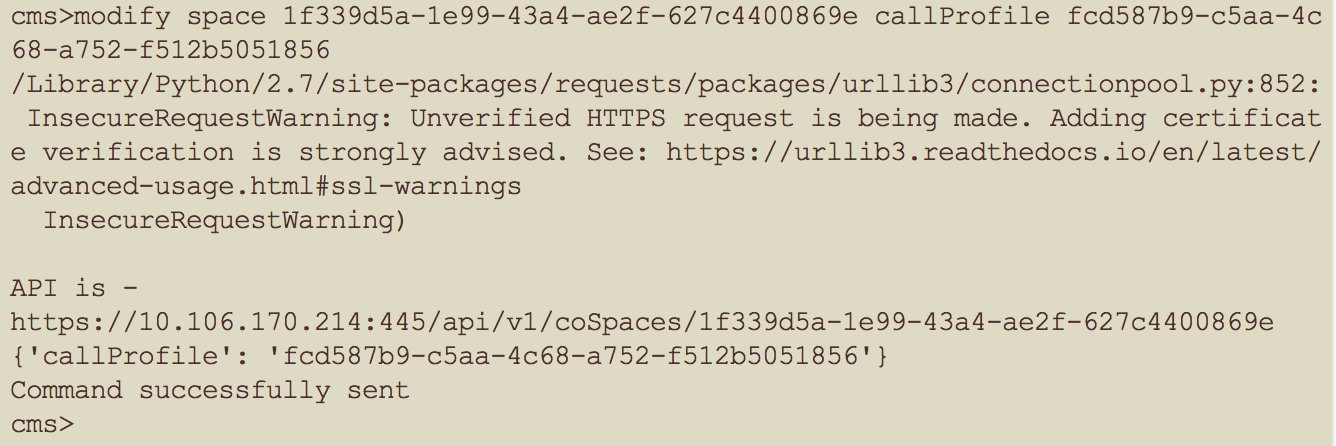 cms>modify space 1f339d5a-1e99-43a4-ae2f-627c4400869e callProfile fcd587b9-c5aa-4c
68-a752-f512b5051856
/Library/Python/2.7/site-packages/requests/packages/urllib3/connectionpool.py:852:
 InsecureRequestWarning: Unverified HTTPS request is being made. Adding certificat
e verification is strongly advised. See: https://urllib3.readthedocs.io/en/latest/
advanced-usage.html#ssl-warnings
  InsecureRequestWarning)

API is -
https://10.106.170.214:445/api/v1/coSpaces/1f339d5a-1e99-43a4-ae2f-627c4400869e
{'callProfile': 'fcd587b9-c5aa-4c68-a752-f512b5051856'}
Command successfully sent
cms>